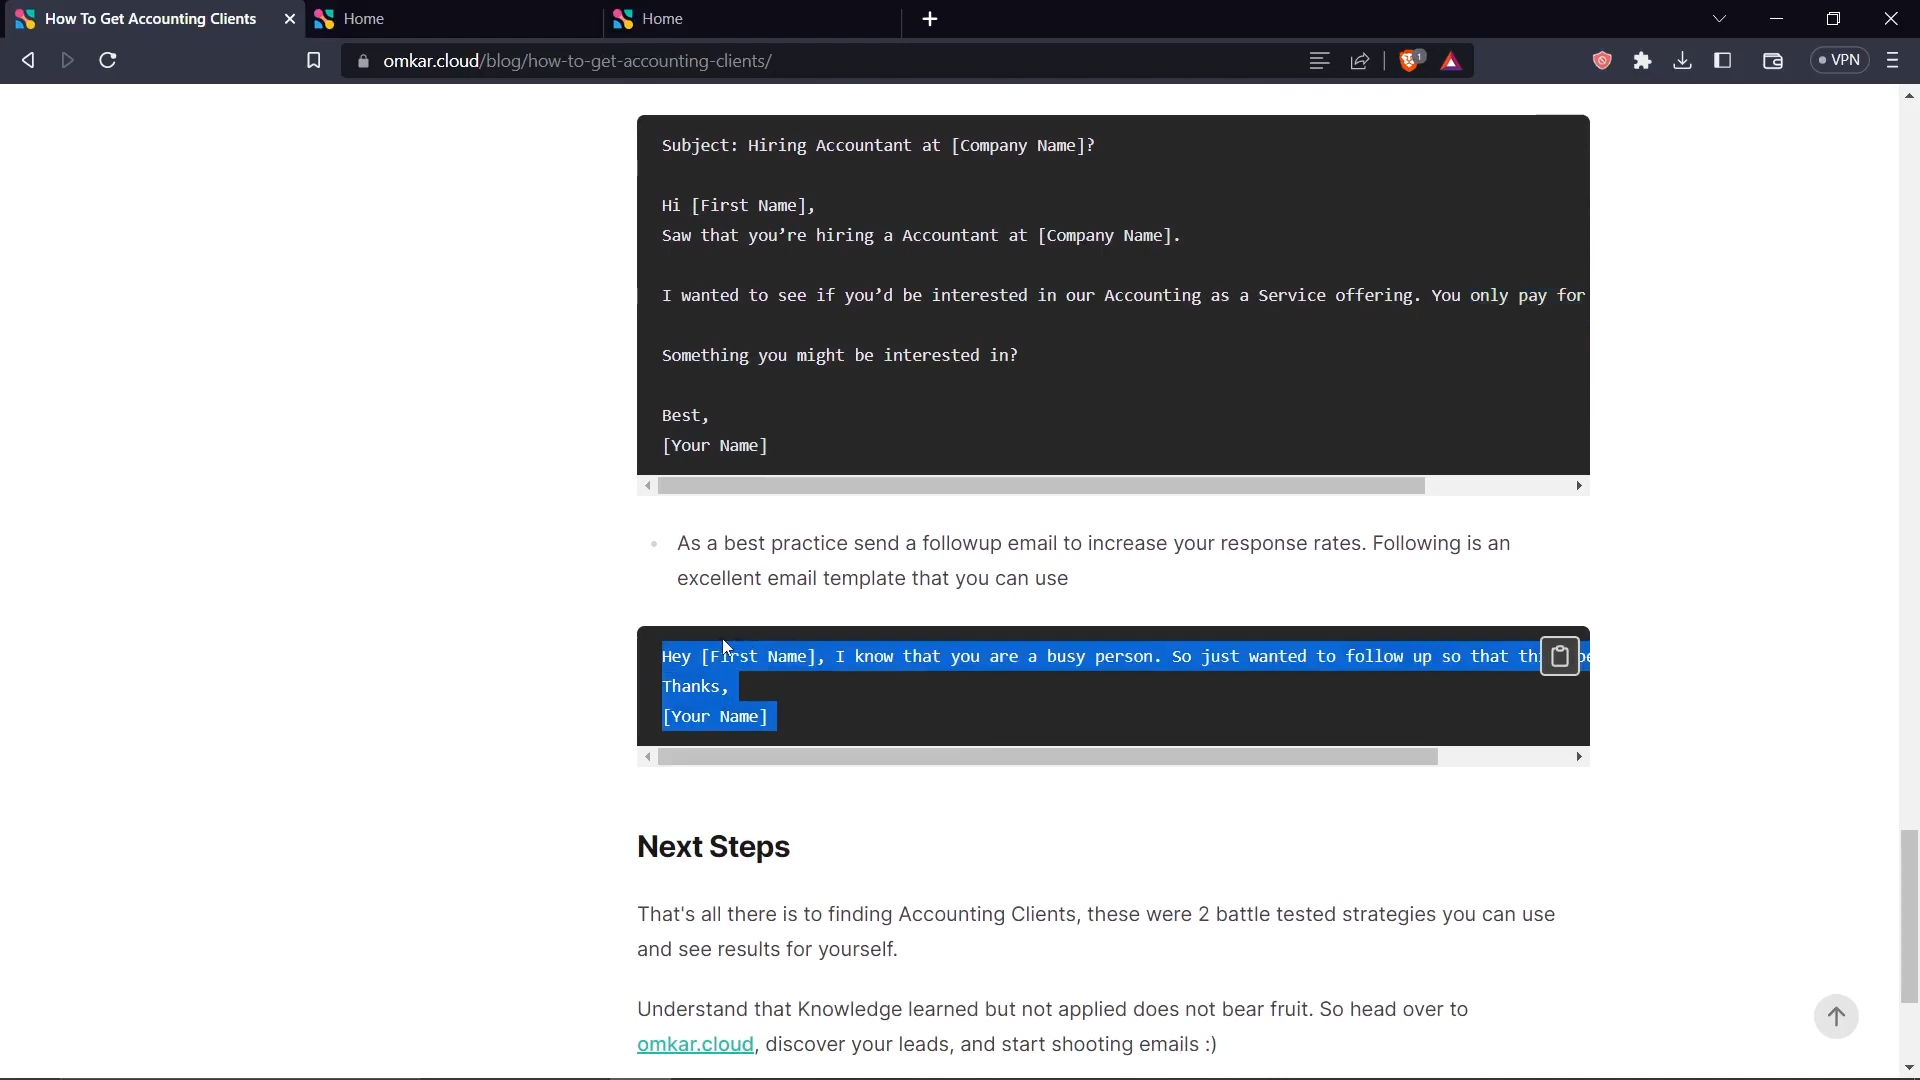 How To Get Accounting Clients
Home
Home
omkar.cloud/blog/how-to-get-accounting-clients/
1
VPN
Subject: Hiring Accountant at [Company Name]?
Hi [First Name],
Saw that you’re hiring a Accountant at [Company Name].
I wanted to see if you’d be interested in our Accounting as a Service offering. You only pay for
Something you might be interested in?
Best,
[Your Name]
As a best practice send a followup email to increase your response rates. Following is an
excellent email template that you can use
Hey [First Name], I know that you are a busy person. So just wanted to follow up so that
Thanks,
[Your Name]
Next Steps
That's all there is to finding Accounting Clients, these were 2 battle tested strategies you can use
and see results for yourself.
Understand that Knowledge learned but not applied does not bear fruit. So head over to
omkar.cloud, discover your leads, and start shooting emails :)